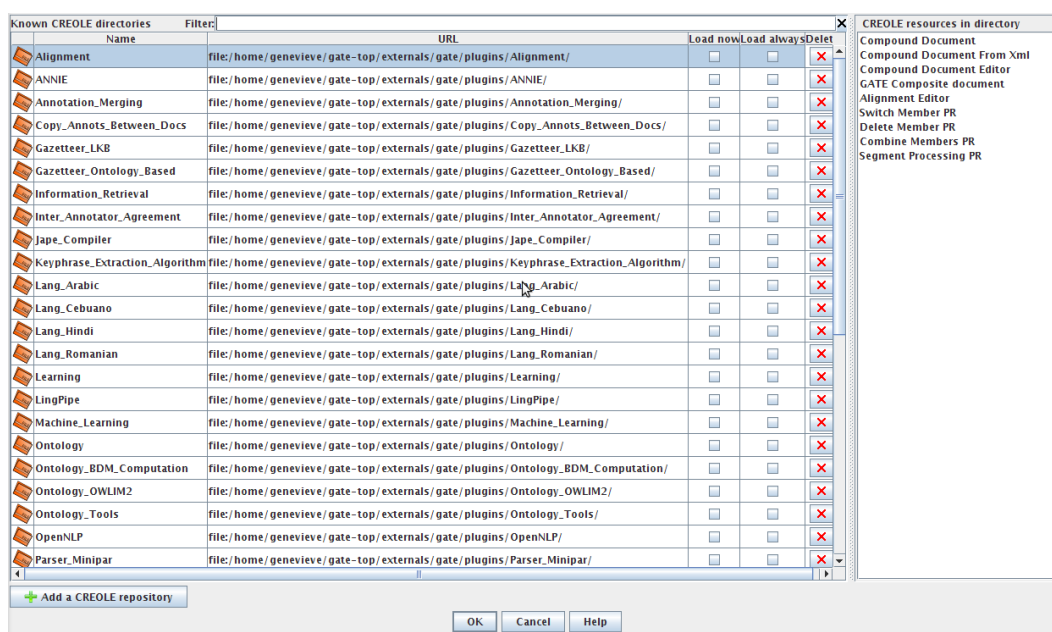 Known CREOLE directories Filter: CREOLE resources in directory
Name URL Load now Load always Delet
Alignment file:/home/genevieve/gate-top/externals/gate/plugins/Alignment/
ANNIE file:/home/genevieve/gate-top/externals/gate/plugins/ANNIE/
Annotation_Merging file:/home/genevieve/gate-top/externals/gate/plugins/Annotation_Merging/
Copy_Annots_Between_Docs file:/home/genevieve/gate-top/externals/gate/plugins/Copy_Annots_Between_Docs/
Gazetteer_LKB file:/home/genevieve/gate-top/externals/gate/plugins/Gazetteer_LKB/
Gazetteer_Ontology_Based file:/home/genevieve/gate-top/externals/gate/plugins/Gazetteer_Ontology_Based/
Information_Retrieval file:/home/genevieve/gate-top/externals/gate/plugins/Information_Retrieval/
Inter_Annotator_Agreement file:/home/genevieve/gate-top/externals/gate/plugins/Inter_Annotator_Agreement/
Jape_Compiler file:/home/genevieve/gate-top/externals/gate/plugins/Jape_Compiler/
Keyphrase_Extraction_Algorithm file:/home/genevieve/gate-top/externals/gate/plugins/Keyphrase_Extraction_Algorithm/
Lang_Arabic file:/home/genevieve/gate-top/externals/gate/plugins/Lang_Arabic/
Lang_Cebuano file:/home/genevieve/gate-top/externals/gate/plugins/Lang_Cebuano/
Lang_Hindi file:/home/genevieve/gate-top/externals/gate/plugins/Lang_Hindi/
Lang_Romanian file:/home/genevieve/gate-top/externals/gate/plugins/Lang_Romanian/
Learning file:/home/genevieve/gate-top/externals/gate/plugins/Learning/
LingPipe file:/home/genevieve/gate-top/externals/gate/plugins/LingPipe/
Machine_Learning file:/home/genevieve/gate-top/externals/gate/plugins/Machine_Learning/
Ontology file:/home/genevieve/gate-top/externals/gate/plugins/Ontology/
Ontology_BDM_Computation file:/home/genevieve/gate-top/externals/gate/plugins/Ontology_BDM_Computation/
Ontology_OWLIM2 file:/home/genevieve/gate-top/externals/gate/plugins/Ontology_OWLIM2/
Ontology_Tools file:/home/genevieve/gate-top/externals/gate/plugins/Ontology_Tools/
OpenNLP file:/home/genevieve/gate-top/externals/gate/plugins/OpenNLP/
Parser_Minipar file:/home/genevieve/gate-top/externals/gate/plugins/Parser_Minipar/
Compound Document
Compound Document From Xml
Compound Document Editor
GATE Composite document
Alignment Editor
Switch Member PR
Delete Member PR
Combine Members PR
Segment Processing PR
Add a CREOLE repository
OK Cancel Help